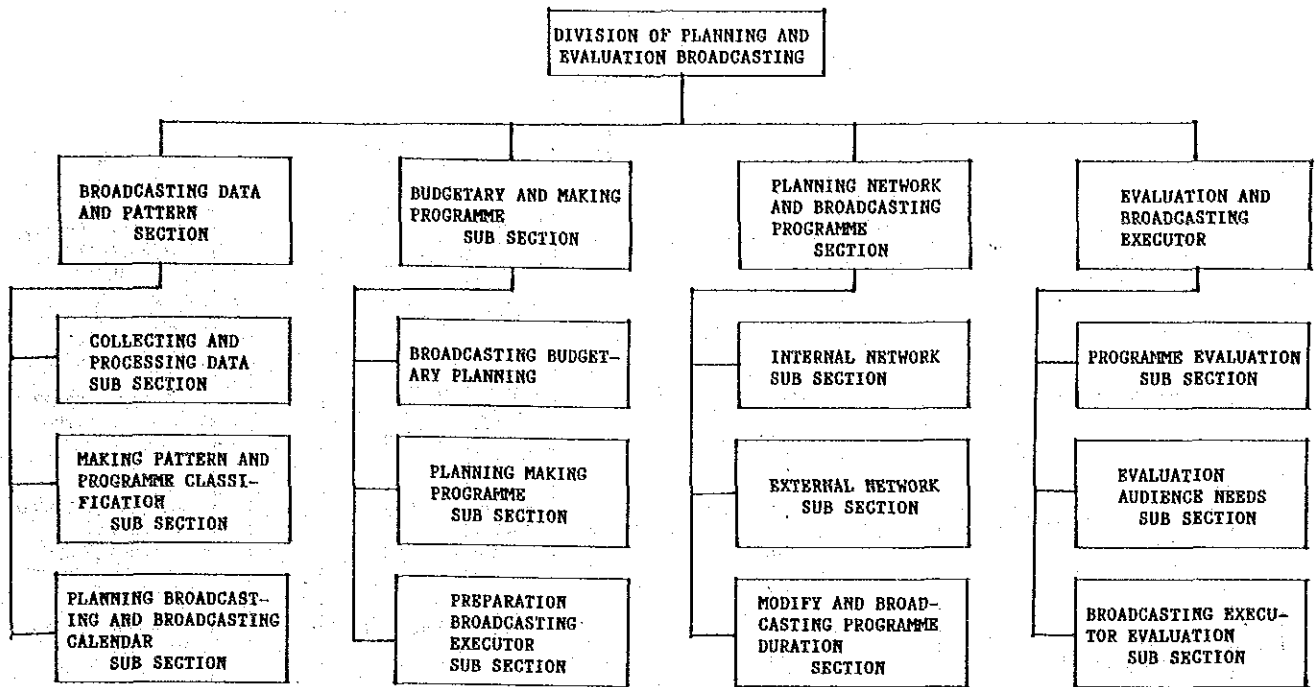 DIVISION OF PLANNING AND
EVALUATION BROADCASTING
BROADCASTING DATA
AND PATTERN
SECTION
BUDGETARY AND MAKING
PROGRAMME
SUB SECTION
PLANNING NETWORK
AND BROADCASTING
PROGRAMME
SECTION
EVALUATION AND
BROADCASTING
EXECUTOR
COLLECTING AND
PROCESSING DATA
SUB SECTION
BROADCASTING BUDGET-
ARY PLANNING
INTERNAL NETWORK
SUB SECTION
PROGRAMME EVALUATION
SUB SECTION
MAKING PATTERN AND
PROGRAMME CLASSI-
FICATION
SUB SECTION
PLANNING MAKING
PROGRAMME
SUB SECTION
EXTERNAL NETWORK
SUB SECTION
EVALUATION
AUDIENCE NEEDS
SUB SECTION
PLANNING BROADCAST-
ING AND BROADCASTING
CALENDAR
SUB SECTION
PREPARATION
BROADCASTING
EXECUTOR
SUB SECTION
MODIFY AND BROAD-
CASTING PROGRAMME
DURATION
SECTION
BROADCASTING EXECU-
TOR EVALUATION
SUB SECTION